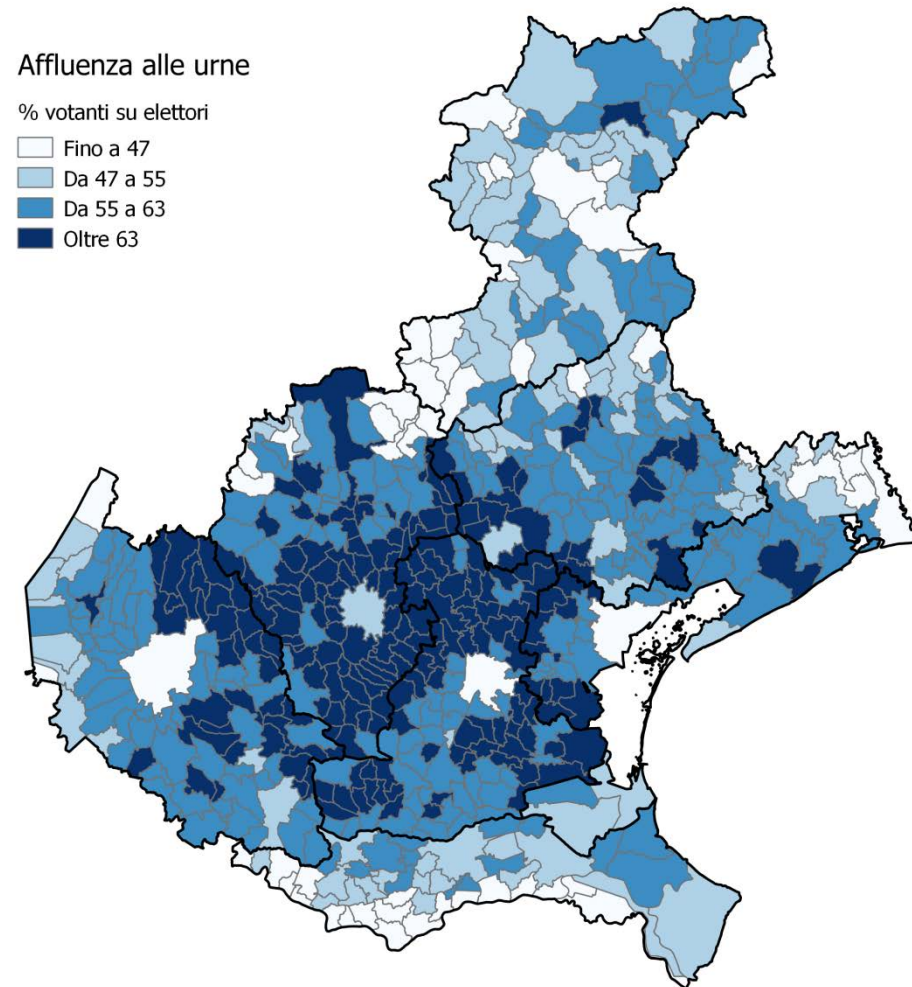 Affluenza alle urne
% votanti su elettori
Fino a 47
Da 47 a 55
Da 55 a 63
Oltre 63